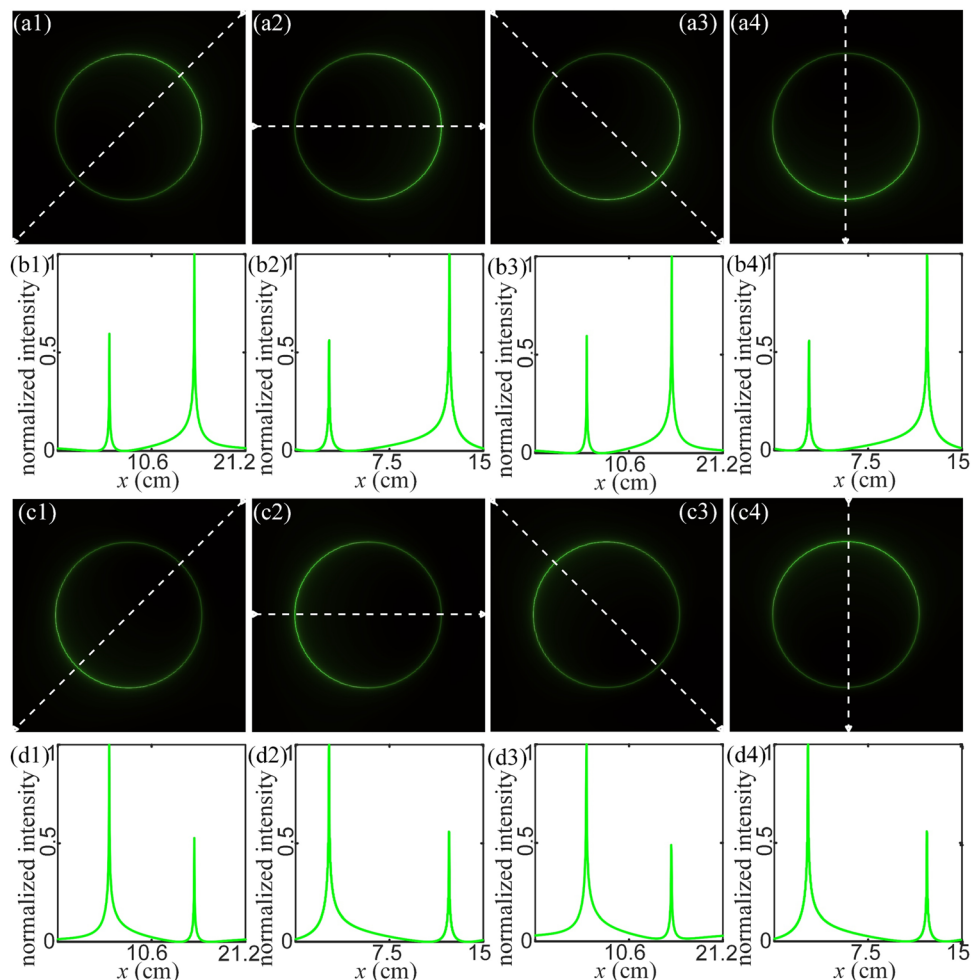 (a1) (a2) (a3) (a4)
(b1) (b2) (b3) (b4)
normalized intensity
0 0.5 1
10.6 21.2
x (cm)
normalized intensity
0 0.5 1
7.5 15
x (cm)
normalized intensity
0 0.5 1
10.6 21.2
x (cm)
normalized intensity
0 0.5 1
7.5 15
x (cm)
(c1) (c2) (c3) (c4)
(d1) (d2) (d3) (d4)
normalized intensity
0 0.5 1
10.6 21.2
x (cm)
normalized intensity
0 0.5 1
7.5 15
x (cm)
normalized intensity
0 0.5 1
10.6 21.2
x (cm)
normalized intensity
0 0.5 1
7.5 15
x (cm)